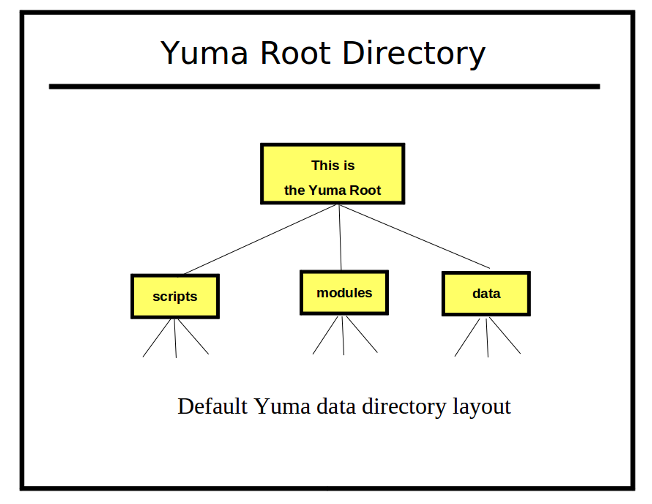 Yuma Root Directory
This is
the Yuma Root
scripts
modules
data
Default Yuma data directory layout